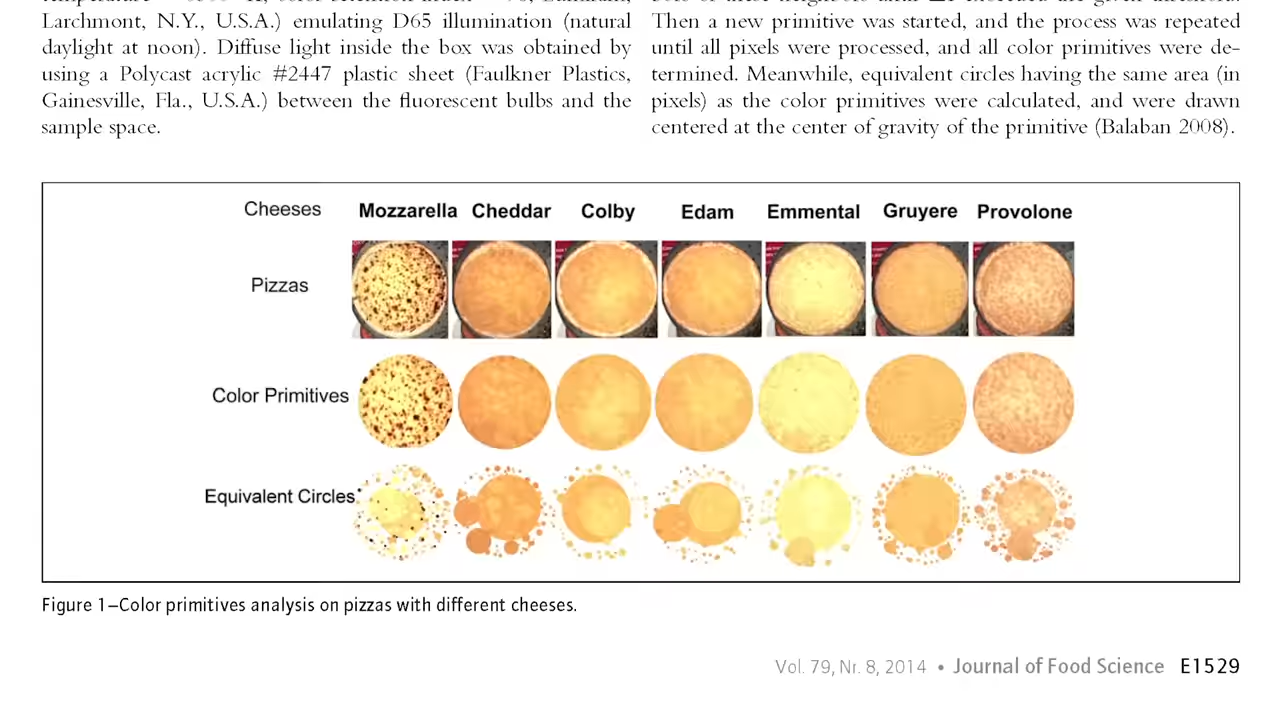 Larchmont, N.Y., U.S.A.) emulating D65 illumination (natural
daylight at noon). Diffuse light inside the box was obtained by
using a Polycast acrylic #2447 plastic sheet (Faulkner Plastics,
Gainesville, Fla., U.S.A.) between the fluorescent bulbs and the
sample space.
Then a new primitive was started, and the process was repeated
until all pixels were processed, and all color primitives were de-
termined. Meanwhile, equivalent circles having the same area (in
pixels) as the color primitives were calculated, and were drawn
centered at the center of gravity of the primitive (Balaban 2008).
Cheeses Mozzarella Cheddar Colby Edam Emmental Gruyere Provolone
Pizzas
Color Primitives
Equivalent Circles
Figure 1–Color primitives analysis on pizzas with different cheeses.
Vol. 79, Nr. 8, 2014 • Journal of Food Science E1529